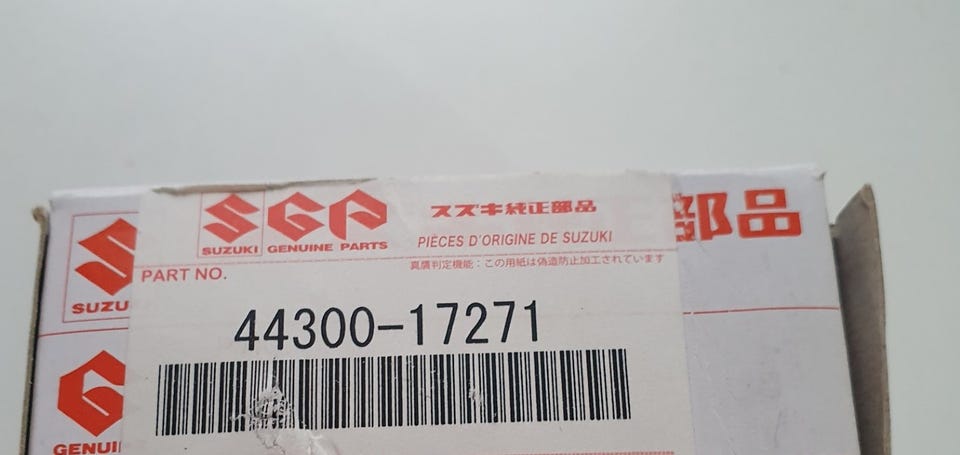 SUZUKI GENUINE PARTS
スズキ純正部品
PIÈCES D'ORIGINE DE SUZUKI
真贋判定機能：この用紙は偽造防止加工されています
部品
SUZU
PART NO.
44300-17271
GENUI